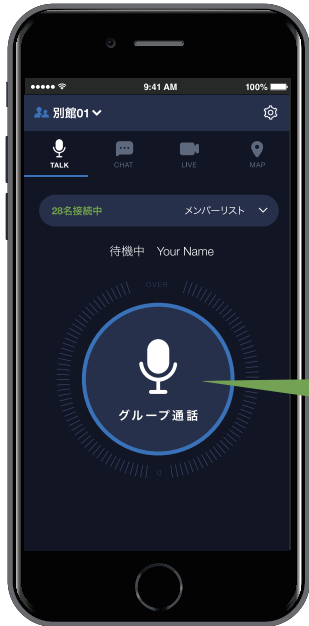 9:41 AM 100%
別館01
TALK CHAT LIVE MAP
28名接続中 メンバーリスト
待機中 Your Name
OVER
グループ通話
0